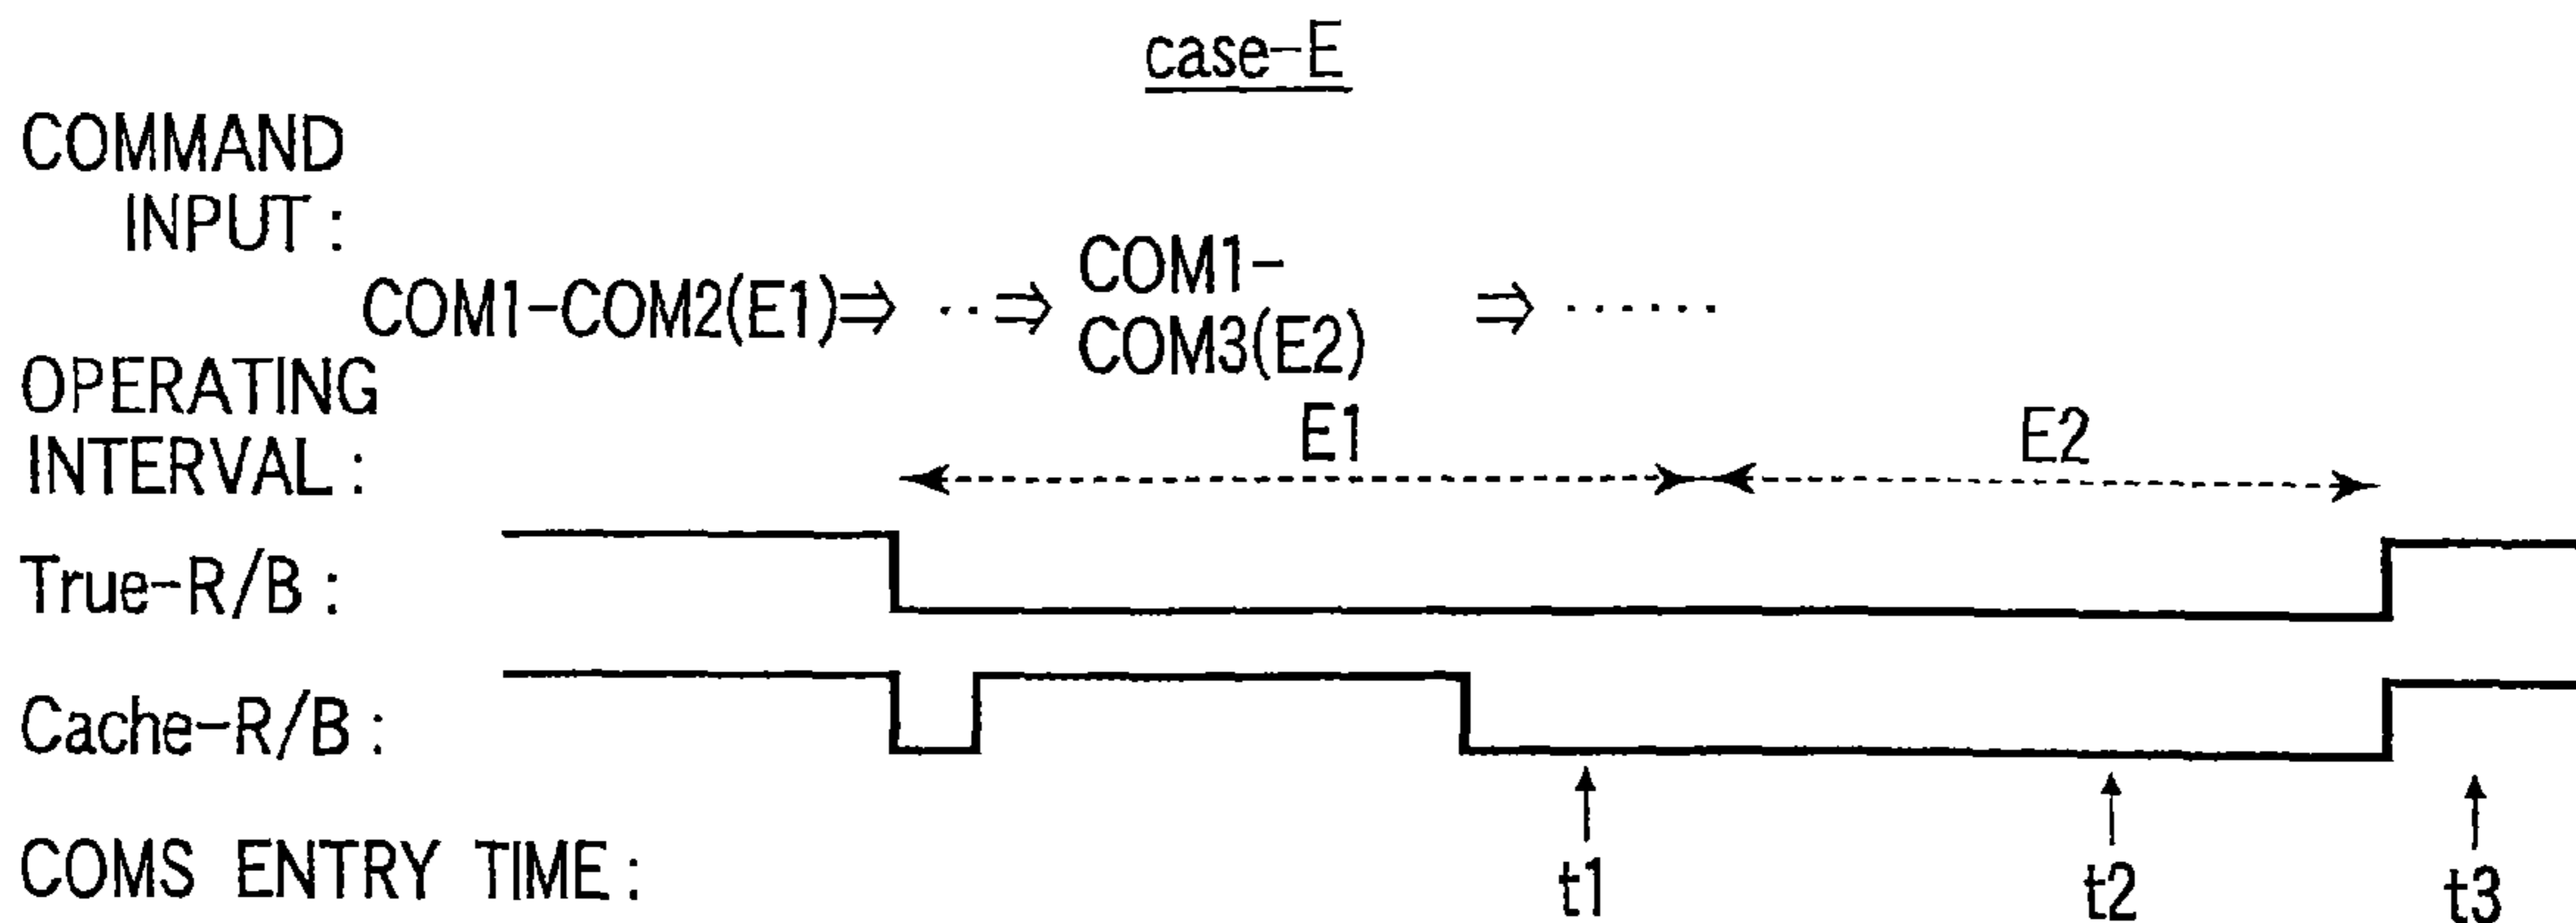 case-E
COMMAND
INPUT :
COM1-COM2(E1)⇒ ‥⇒ COM1-
COM3(E2) ⇒ ‥‥‥
OPERATING
INTERVAL :
E1 E2
True-R/B :
Cache-R/B :
COMS ENTRY TIME : t1 t2 t3